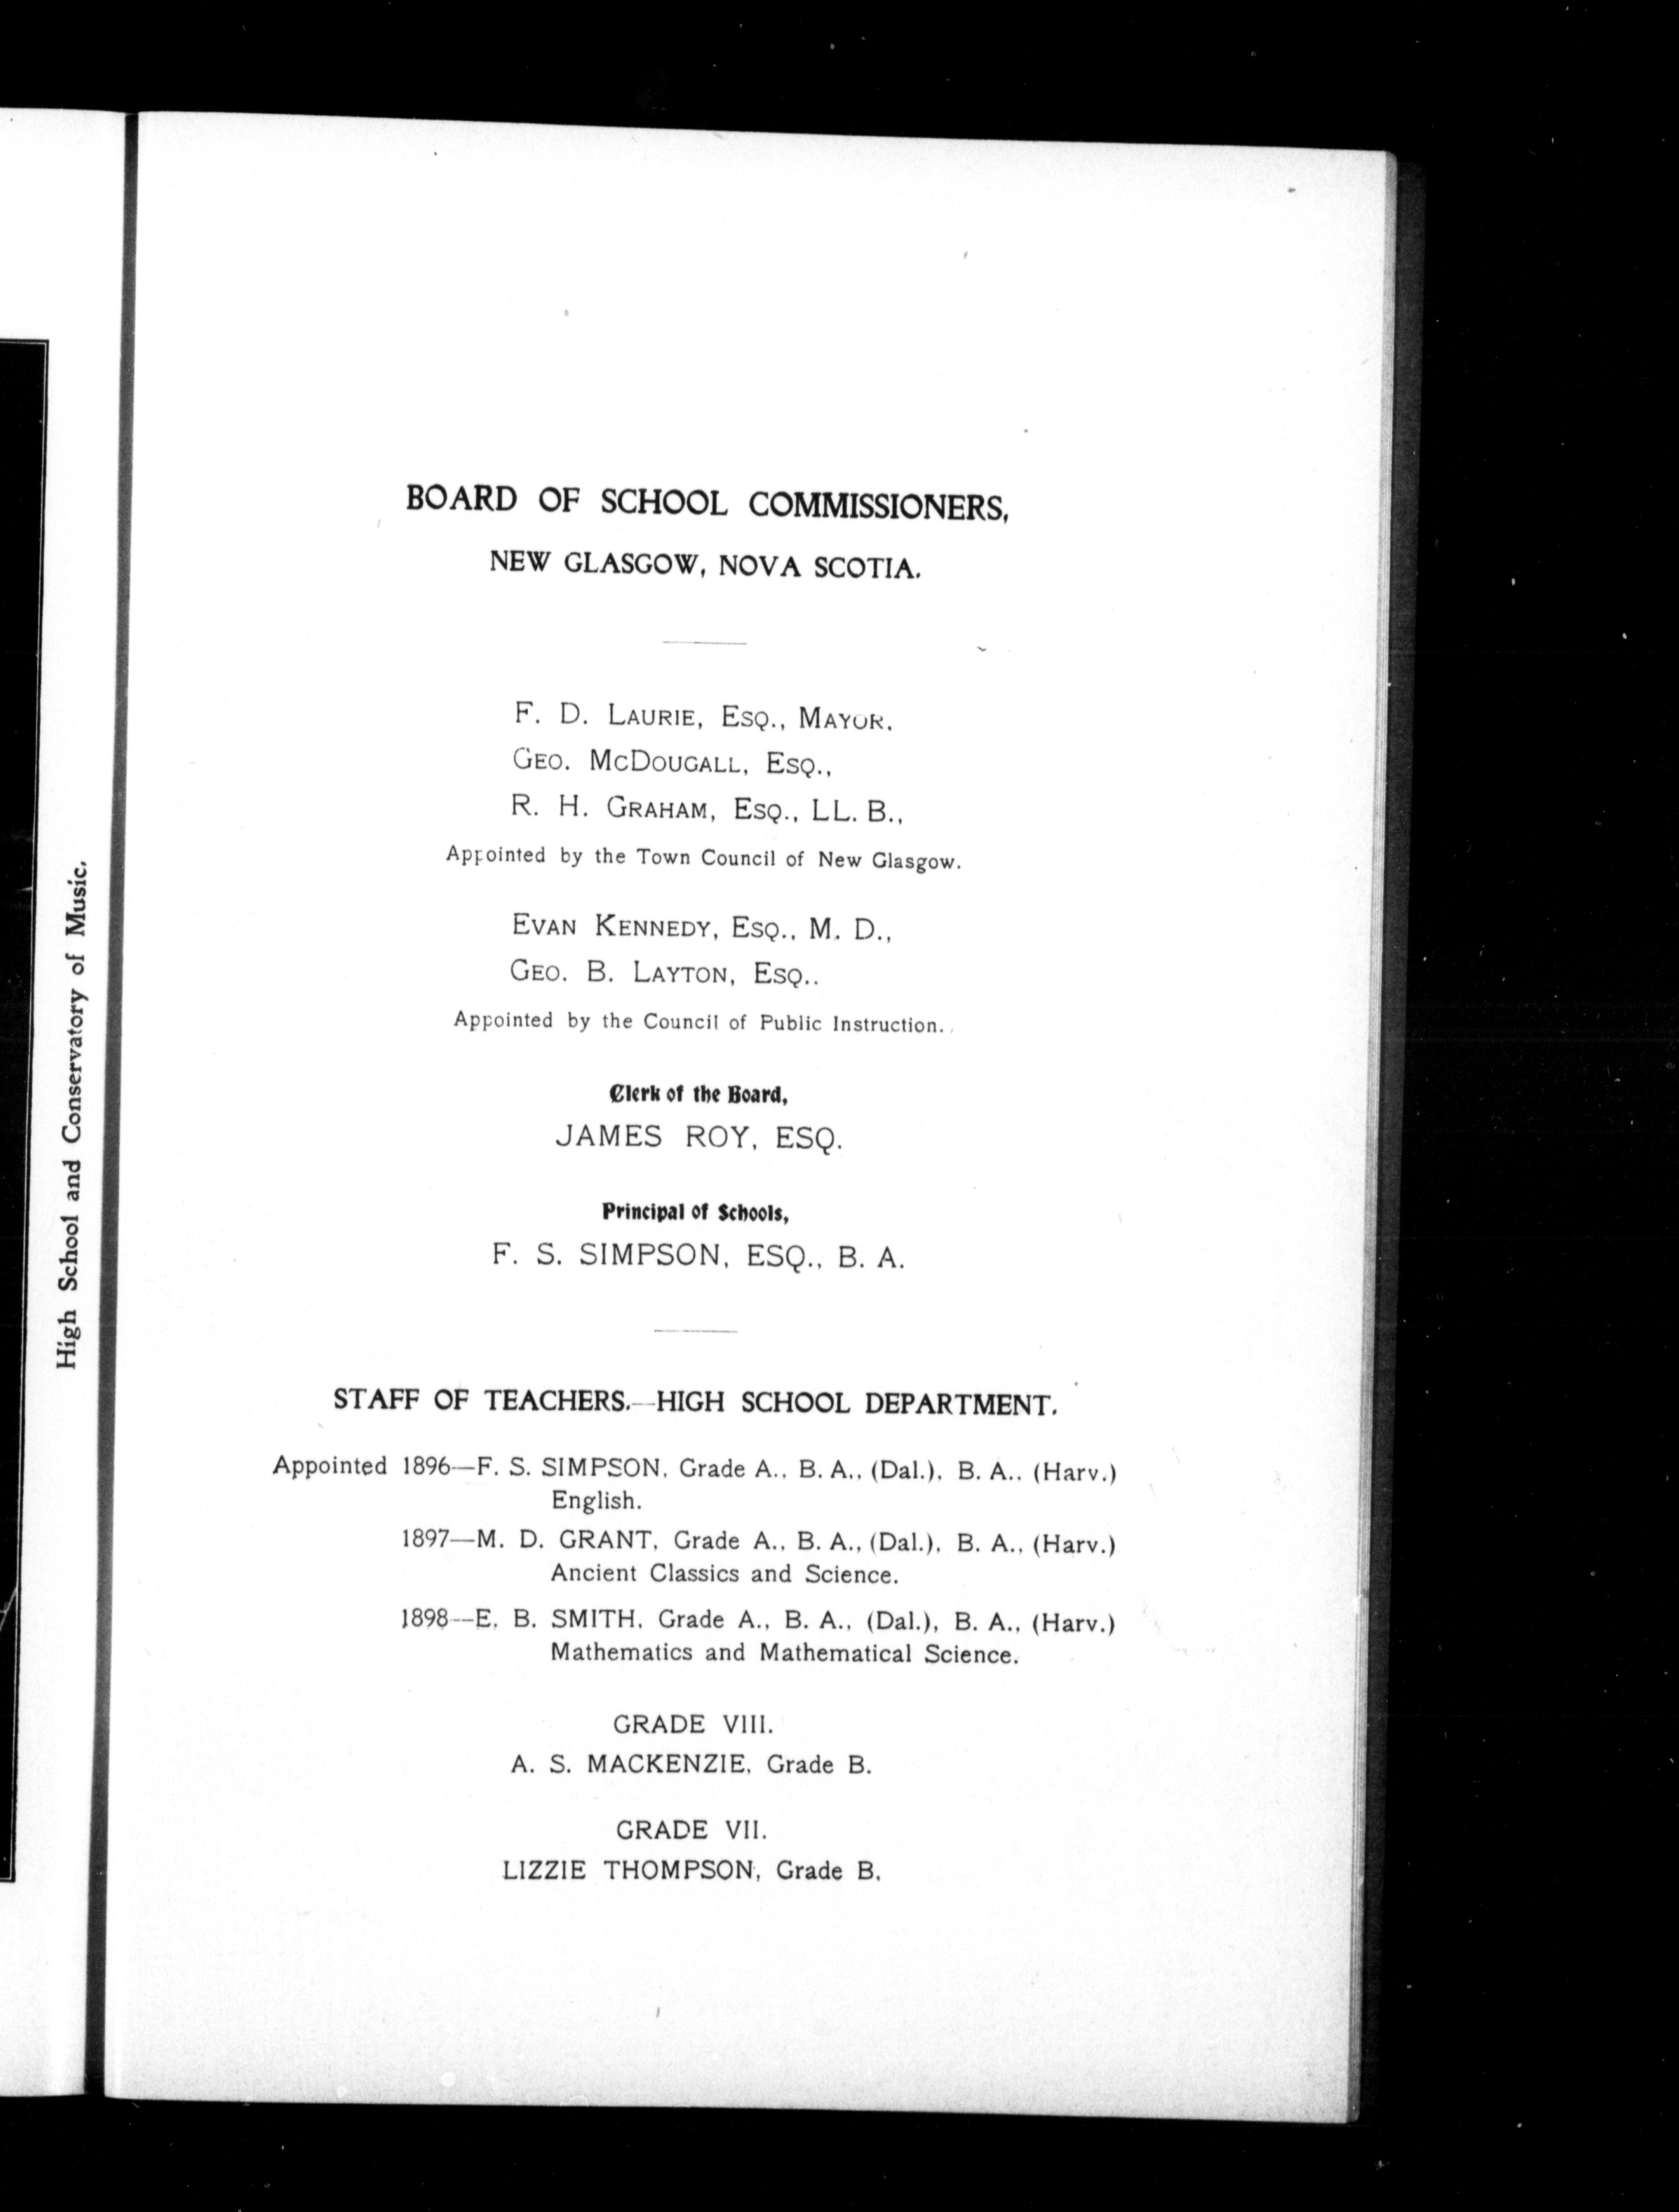 High School and Conservatory of Music.
BOARD OF SCHOOL COMMISSIONERS,
NEW GLASGOW, NOVA SCOTIA.
F. D. LAURIE, ESQ., MAYOR.
GEO. MCDOUGALL, ESQ.,
R. H. GRAHAM, ESQ., LL. B.,
Appointed by the Town Council of New Glasgow.
EVAN KENNEDY, ESQ., M. D.,
GEO. B. LAYTON, ESQ..
Appointed by the Council of Public Instruction.
Clerk of the Board,
JAMES ROY, ESQ.
Principal of Schools,
F. S. SIMPSON, ESQ., B. A.
STAFF OF TEACHERS.—HIGH SCHOOL DEPARTMENT.
Appointed 1896—F. S. SIMPSON, Grade A., B. A., (Dal.), B. A., (Harv.)
English.
1897—M. D. GRANT, Grade A., B. A., (Dal.), B. A., (Harv.)
Ancient Classics and Science.
1898—E. B. SMITH, Grade A., B. A., (Dal.), B. A., (Harv.)
Mathematics and Mathematical Science.
GRADE VIII.
A. S. MACKENZIE, Grade B.
GRADE VII.
LIZZIE THOMPSON, Grade B.